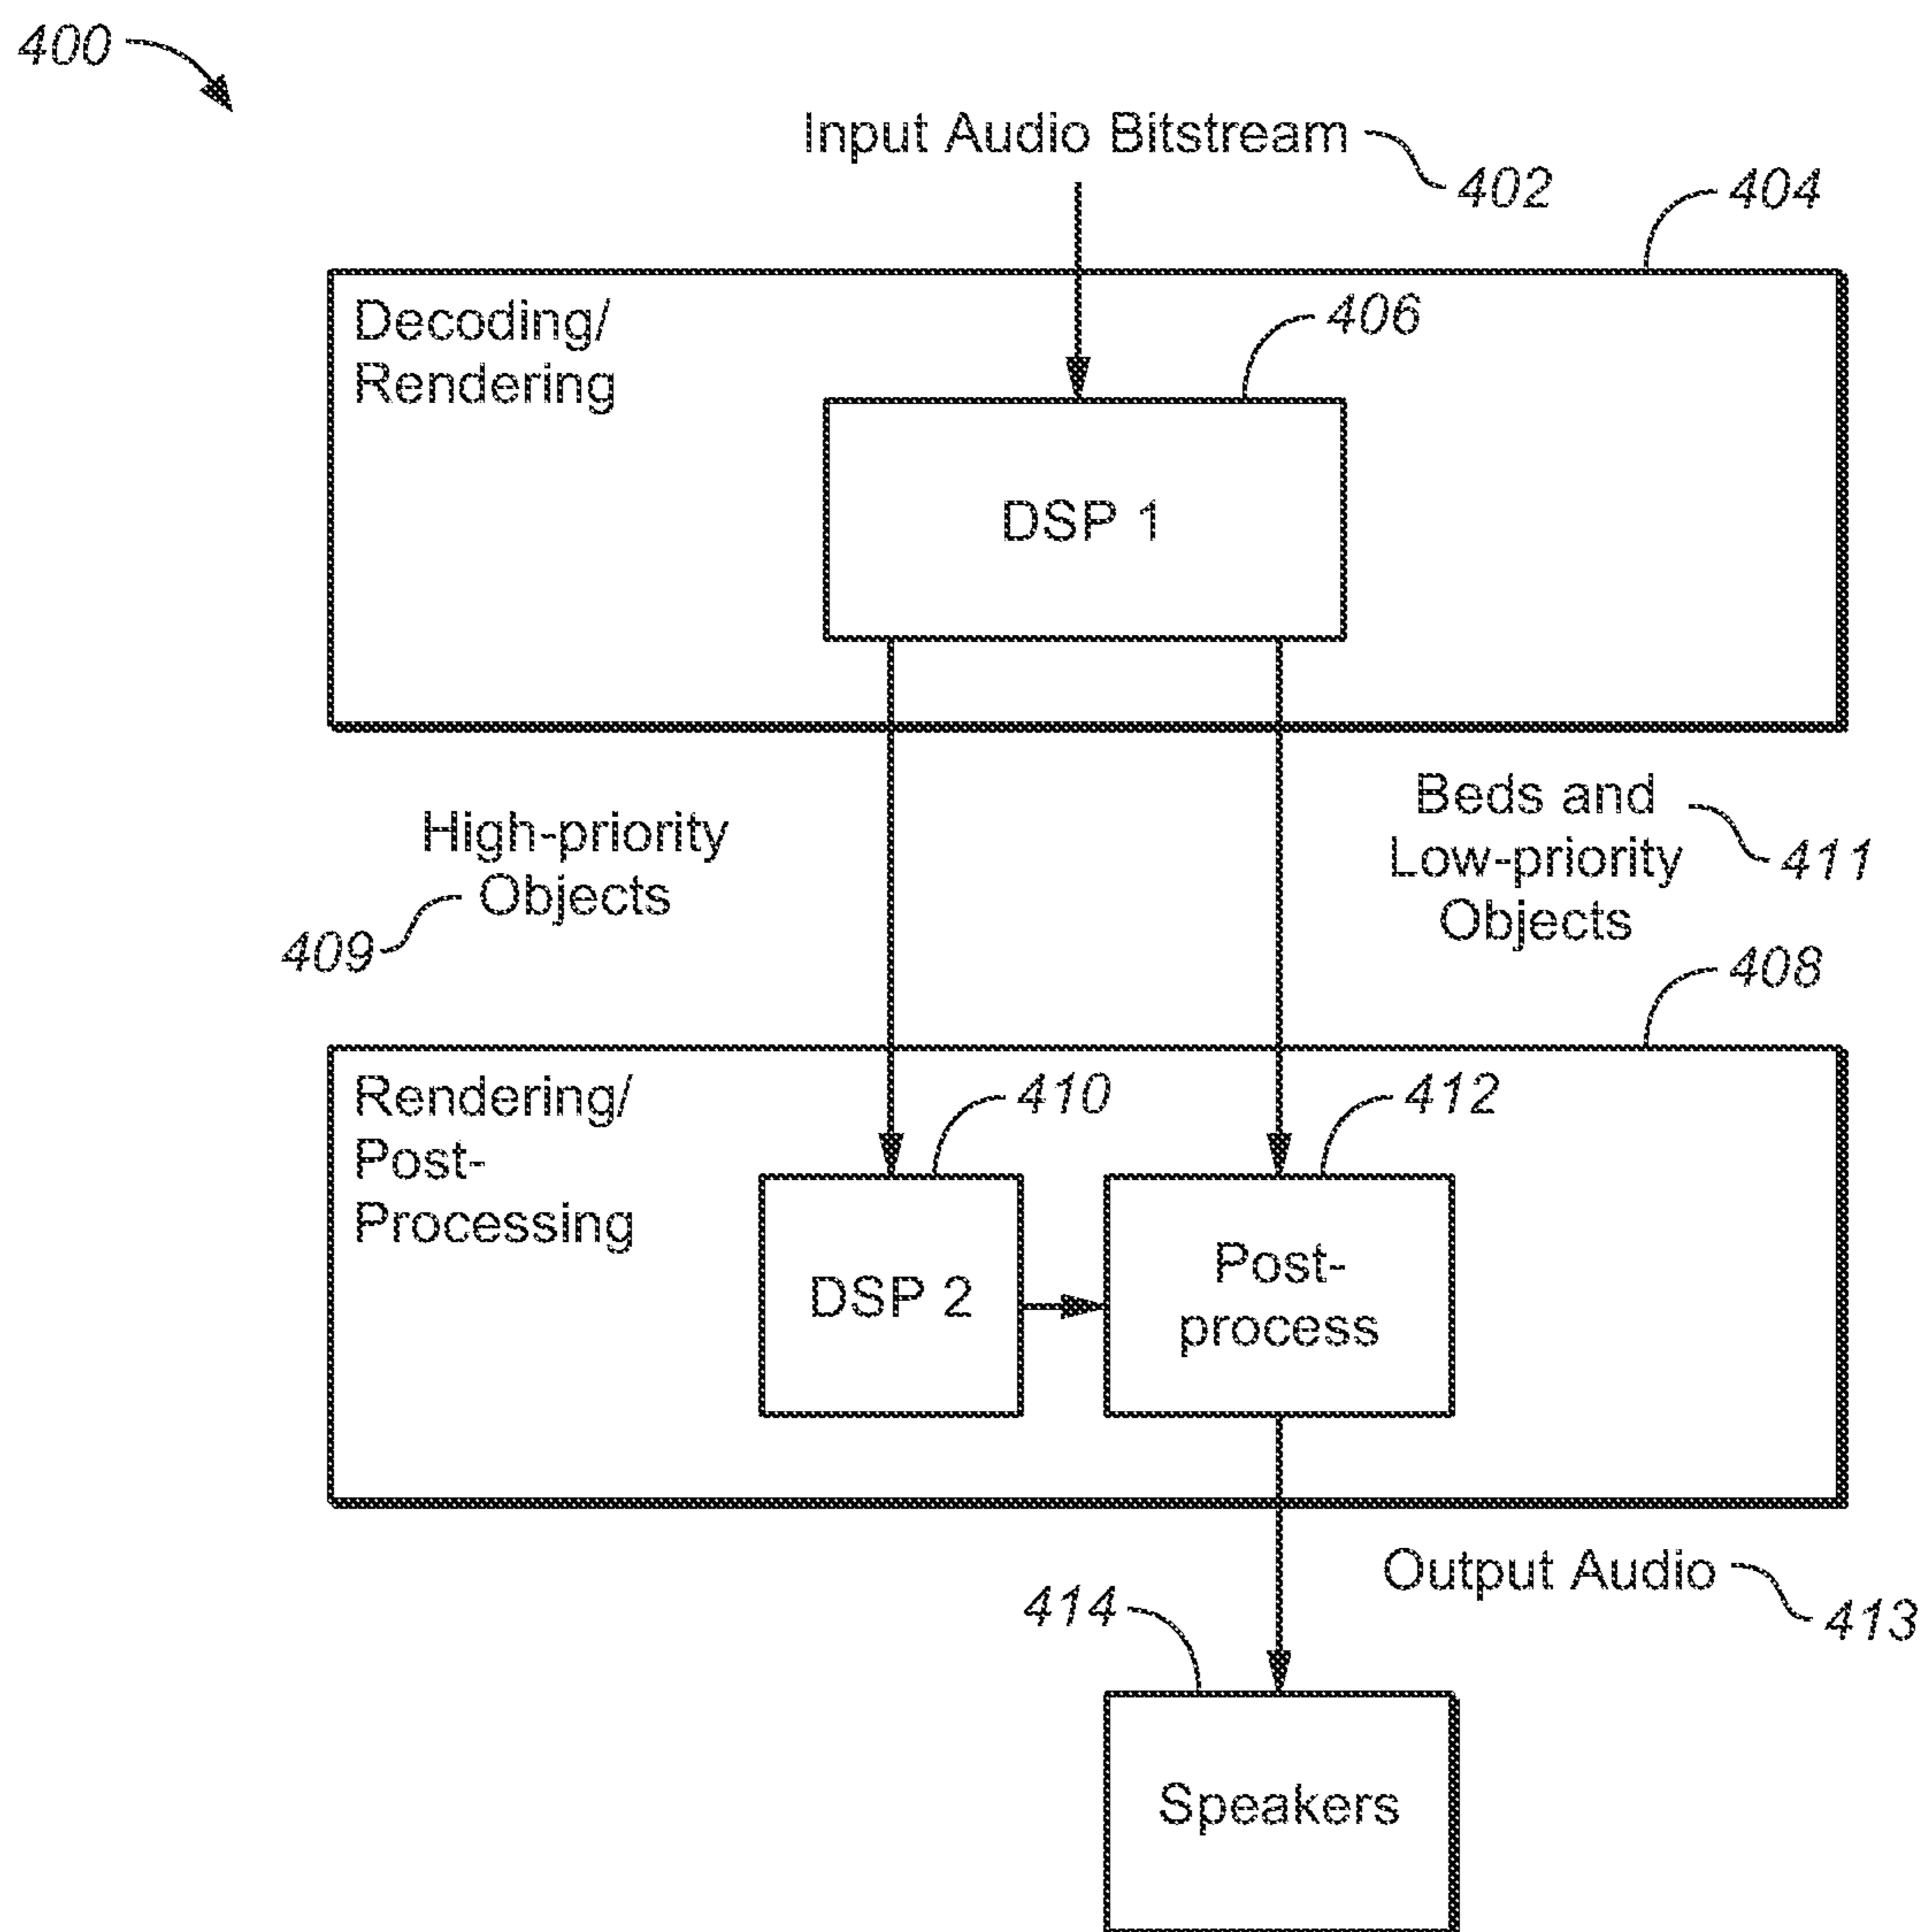 400
Input Audio Bitstream
402
404
Decoding/
Rendering
406
DSP 1
High-priority
Objects
409
Beds and
Low-priority
Objects
411
408
Rendering/
Post-
Processing
410
412
DSP 2
Post-
process
Output Audio
413
414
Speakers